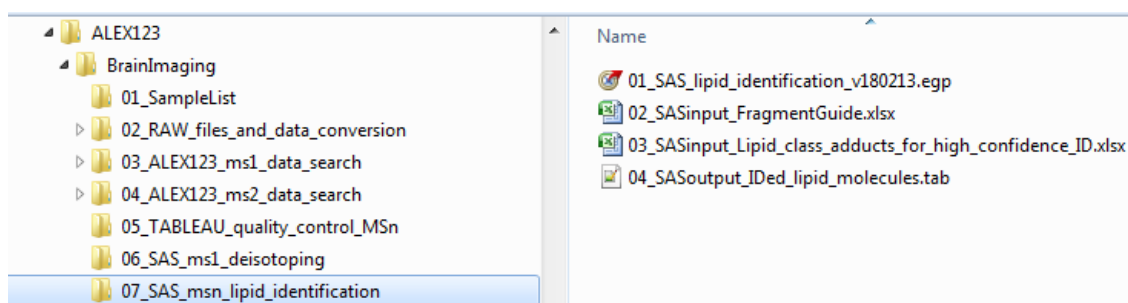 ALEX123
BrainImaging
01_SampleList
02_RAW_files_and_data_conversion
03_ALEX123_ms1_data_search
04_ALEX123_ms2_data_search
05_TABLEAU_quality_control_MSn
06_SAS_ms1_deisotoping
07_SAS_msn_lipid_identification
Name
01_SAS_lipid_identification_v180213.egp
02_SASinput_FragmentGuide.xlsx
03_SASinput_Lipid_class_adducts_for_high_confidence_ID.xlsx
04_SASoutput_IDed_lipid_molecules.tab